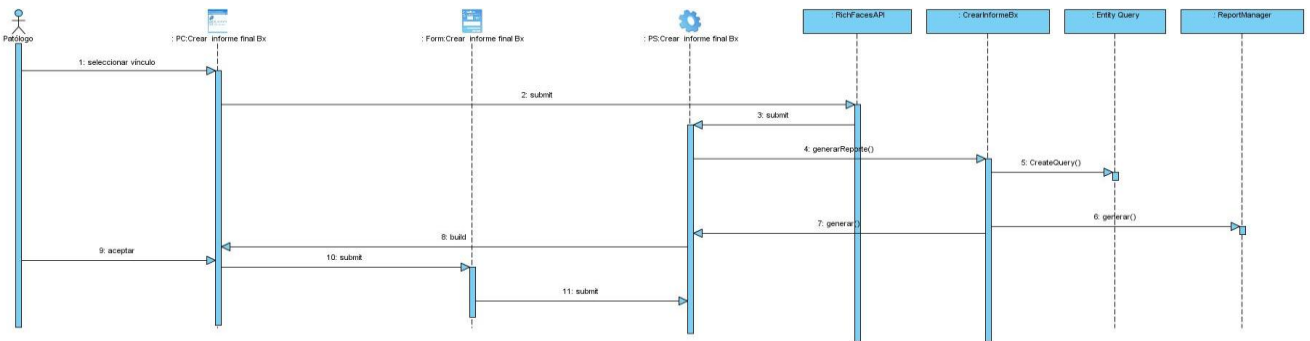 : RichFacesAPI
: CrearInformeBx
: Entity Query
: ReportManager
Patólogo
: PC:Crear informe final Bx
: Form:Crear informe final Bx
: PS:Crear informe final Bx
1: seleccionar vínculo
2: submit
3: submit
4: generarReporte()
5: CreateQuery()
6: generar()
7: generar()
8: build
9: aceptar
10: submit
11: submit